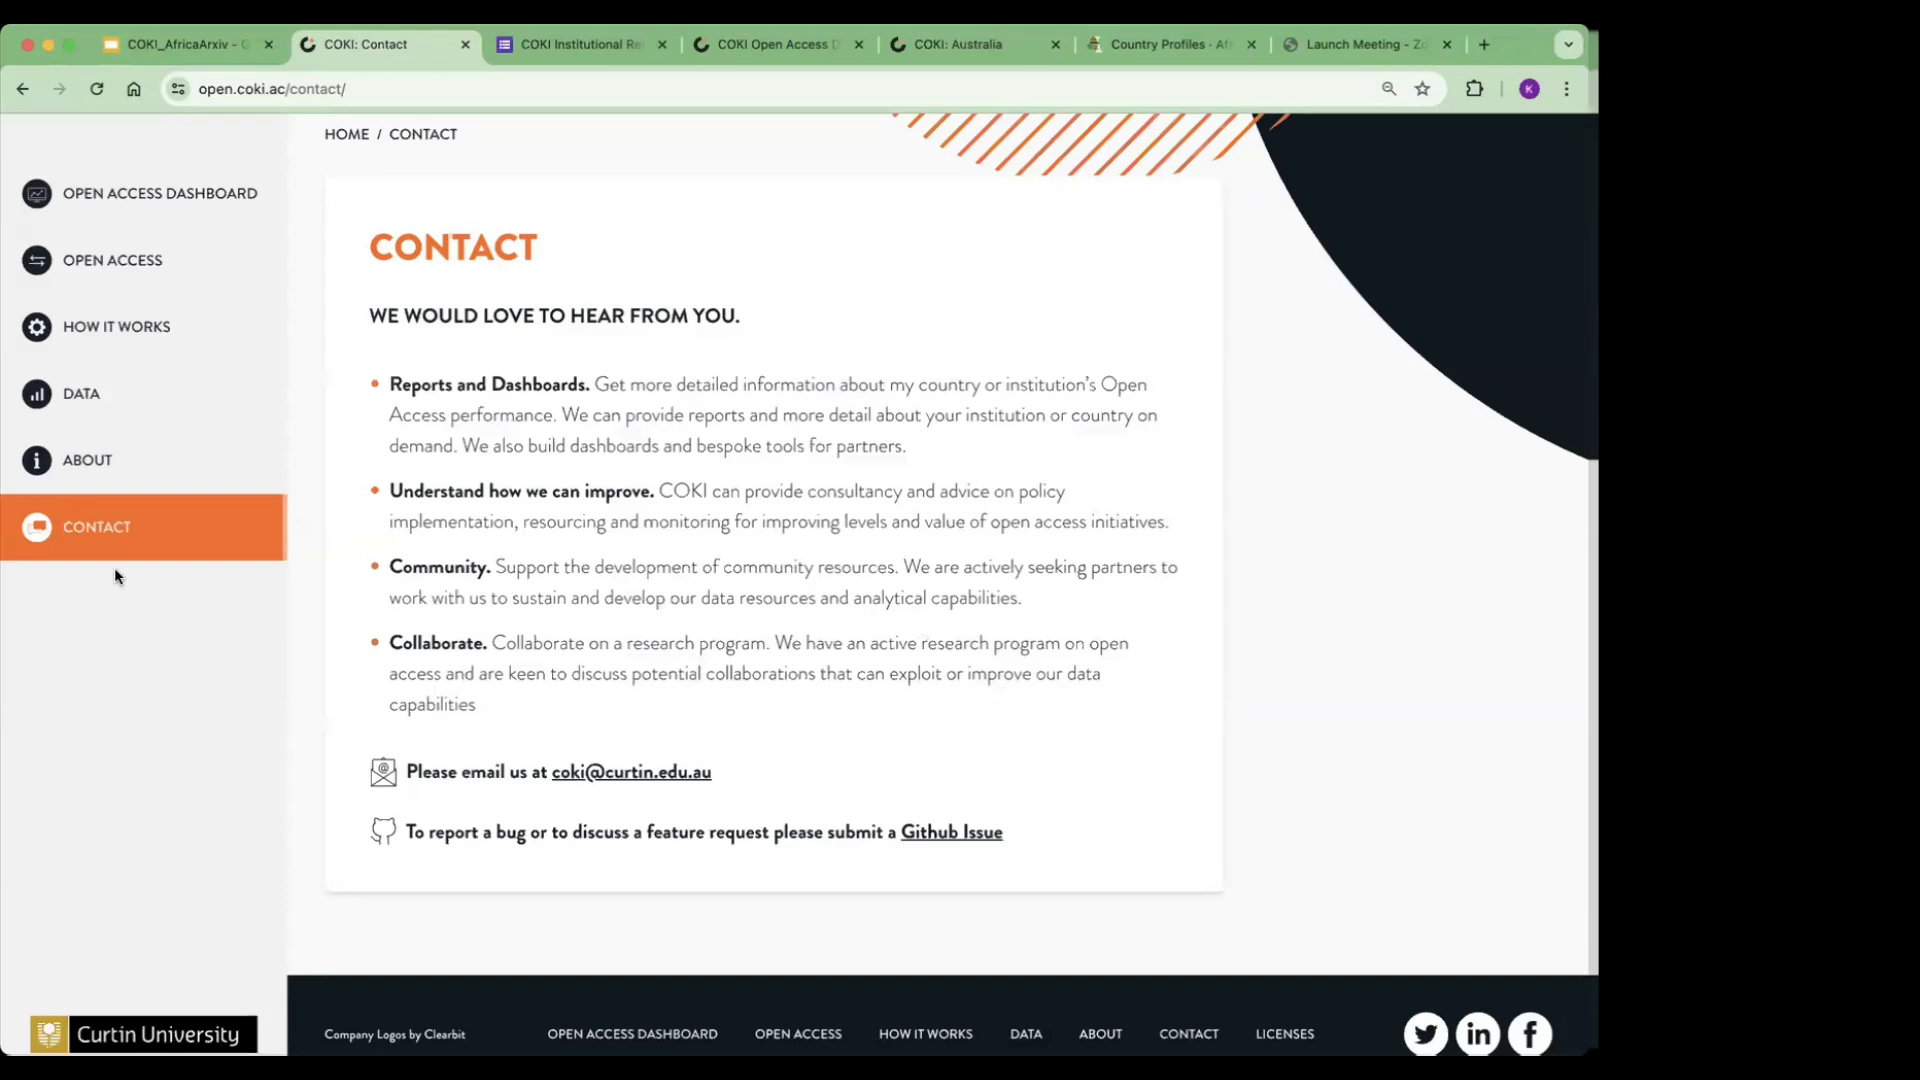 COKI_AfricaArxiv - G
COKI: Contact
COKI Institutional Re
COKI Open Access D
COKI: Australia
Country Profiles · Afr
Launch Meeting - Zo
open.coki.ac/contact/
K
HOME / CONTACT
OPEN ACCESS DASHBOARD
OPEN ACCESS
HOW IT WORKS
DATA
ABOUT
CONTACT
CONTACT
WE WOULD LOVE TO HEAR FROM YOU.
• Reports and Dashboards. Get more detailed information about my country or institution's Open
Access performance. We can provide reports and more detail about your institution or country on
demand. We also build dashboards and bespoke tools for partners.
• Understand how we can improve. COKI can provide consultancy and advice on policy
implementation, resourcing and monitoring for improving levels and value of open access initiatives.
• Community. Support the development of community resources. We are actively seeking partners to
work with us to sustain and develop our data resources and analytical capabilities.
• Collaborate. Collaborate on a research program. We have an active research program on open
access and are keen to discuss potential collaborations that can exploit or improve our data
capabilities
Please email us at coki@curtin.edu.au
To report a bug or to discuss a feature request please submit a Github Issue
Curtin University
Company Logos by Clearbit
OPEN ACCESS DASHBOARD
OPEN ACCESS
HOW IT WORKS
DATA
ABOUT
CONTACT
LICENSES